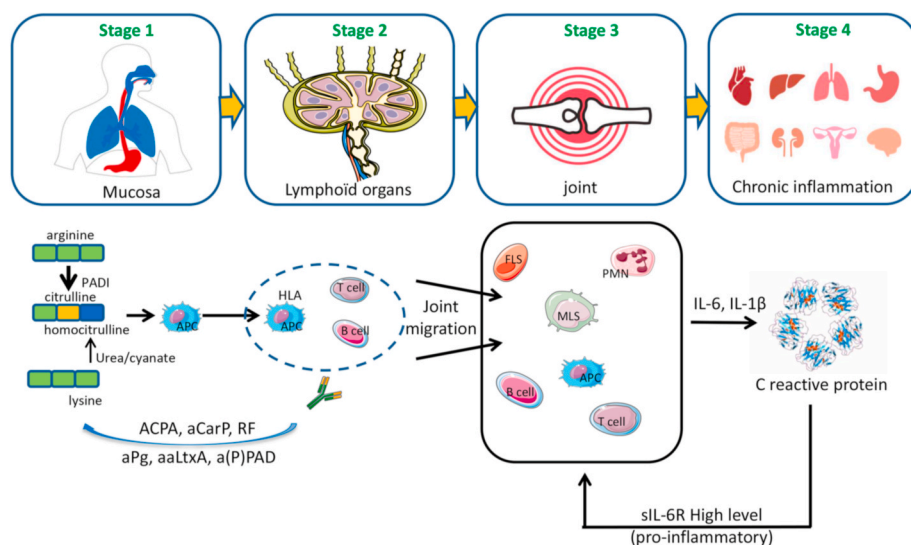 Stage 1
Stage 2
Stage 3
Stage 4
Mucosa
Lymphoïd organs
joint
Chronic inflammation
arginine
PADI
citrulline
homocitrulline
Urea/cyanate
lysine
APC
HLA
APC
T cell
B cell
ACPA, aCarP, RF
aPg, aaLtxA, a(P)PAD
Joint
migration
FLS
PMN
MLS
APC
B cell
T cell
IL-6, IL-1β
C reactive protein
sIL-6R High level
(pro-inflammatory)